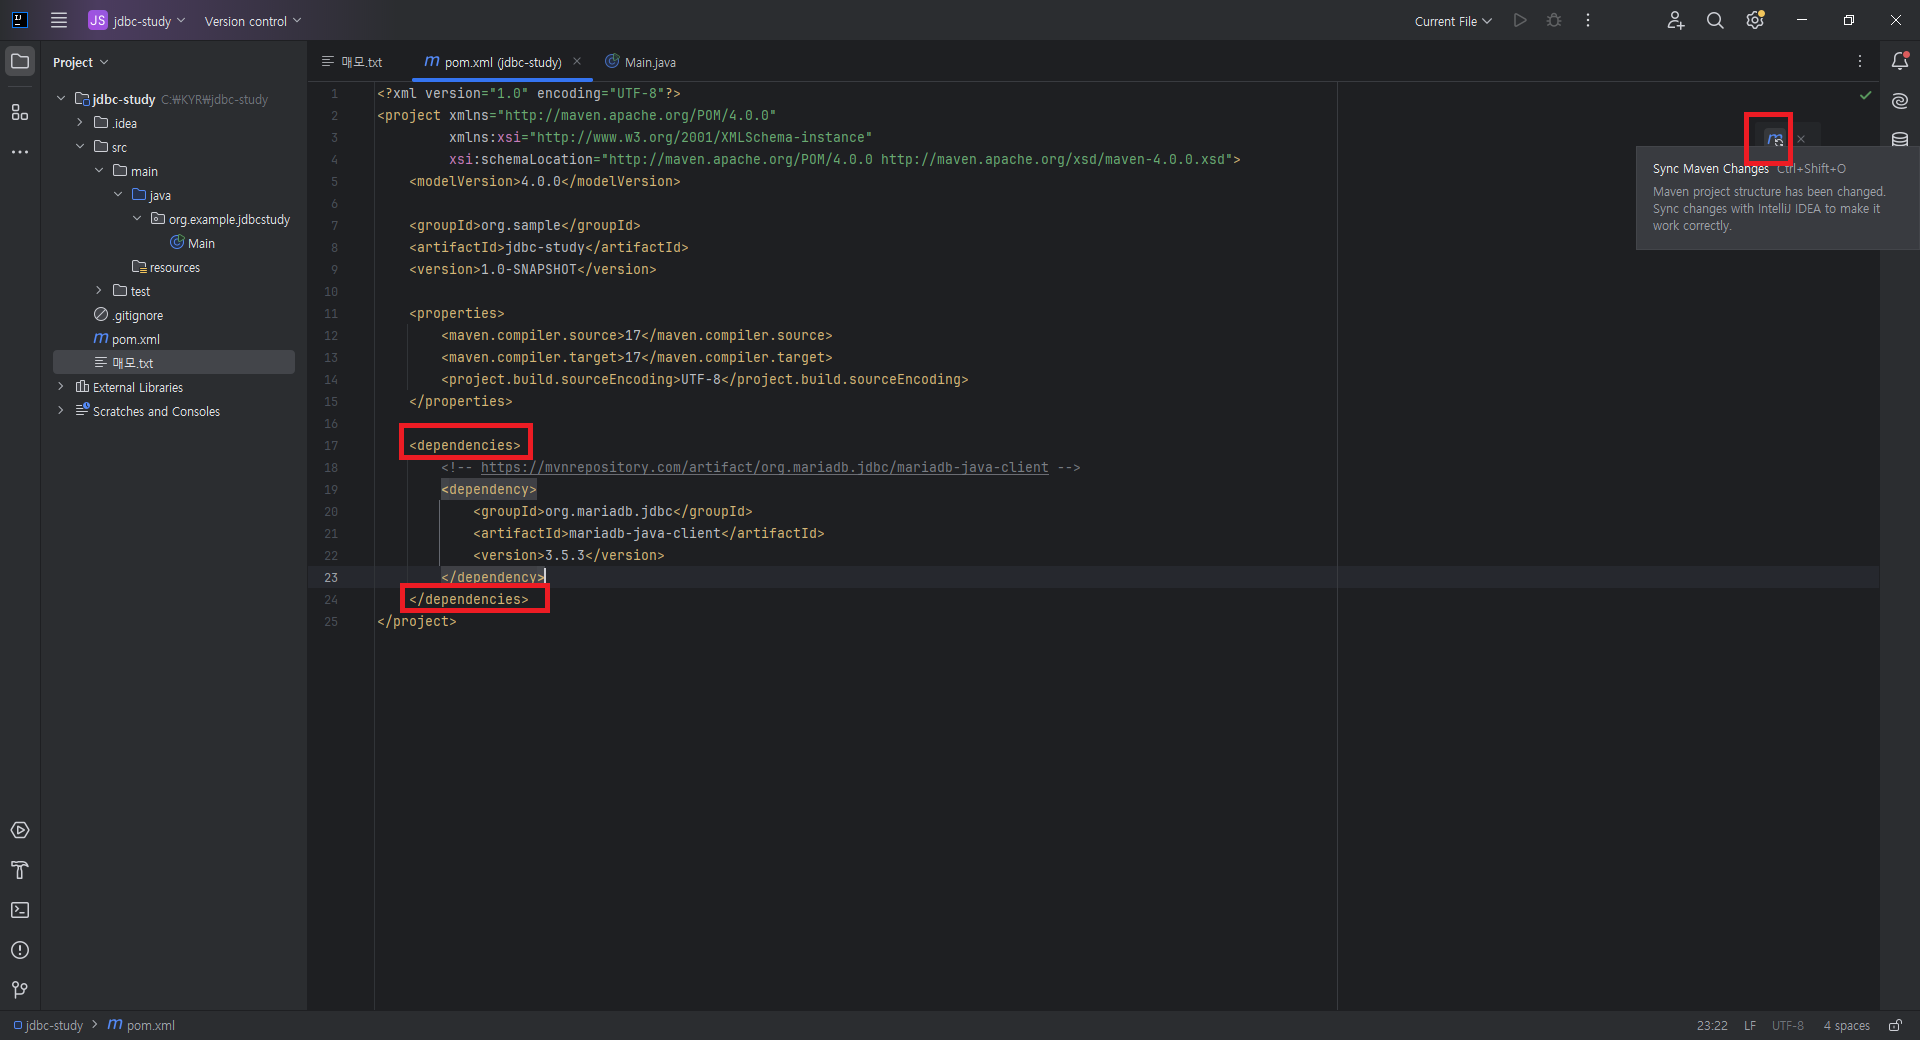 JS jdbc-study Version control Current File
Project
jdbc-study C:₩KYR₩jdbc-study
.idea
src
main
java
org.example.jdbcstudy
Main
resources
test
.gitignore
m pom.xml
매모.txt
External Libraries
Scratches and Consoles
매모.txt m pom.xml (jdbc-study) Main.java
1 <?xml version="1.0" encoding="UTF-8"?>
2 <project xmlns="http://maven.apache.org/POM/4.0.0"
3 xmlns:xsi="http://www.w3.org/2001/XMLSchema-instance"
4 xsi:schemaLocation="http://maven.apache.org/POM/4.0.0 http://maven.apache.org/xsd/maven-4.0.0.xsd">
5 <modelVersion>4.0.0</modelVersion>
6
7 <groupId>org.sample</groupId>
8 <artifactId>jdbc-study</artifactId>
9 <version>1.0-SNAPSHOT</version>
10
11 <properties>
12 <maven.compiler.source>17</maven.compiler.source>
13 <maven.compiler.target>17</maven.compiler.target>
14 <project.build.sourceEncoding>UTF-8</project.build.sourceEncoding>
15 </properties>
16
17 <dependencies>
18 <!-- https://mvnrepository.com/artifact/org.mariadb.jdbc/mariadb-java-client -->
19 <dependency>
20 <groupId>org.mariadb.jdbc</groupId>
21 <artifactId>mariadb-java-client</artifactId>
22 <version>3.5.3</version>
23 </dependency>
24 </dependencies>
25 </project>
m
Sync Maven Changes Ctrl+Shift+O
Maven project structure has been changed.
Sync changes with IntelliJ IDEA to make it
work correctly.
jdbc-study > m pom.xml 23:22 LF UTF-8 4 spaces